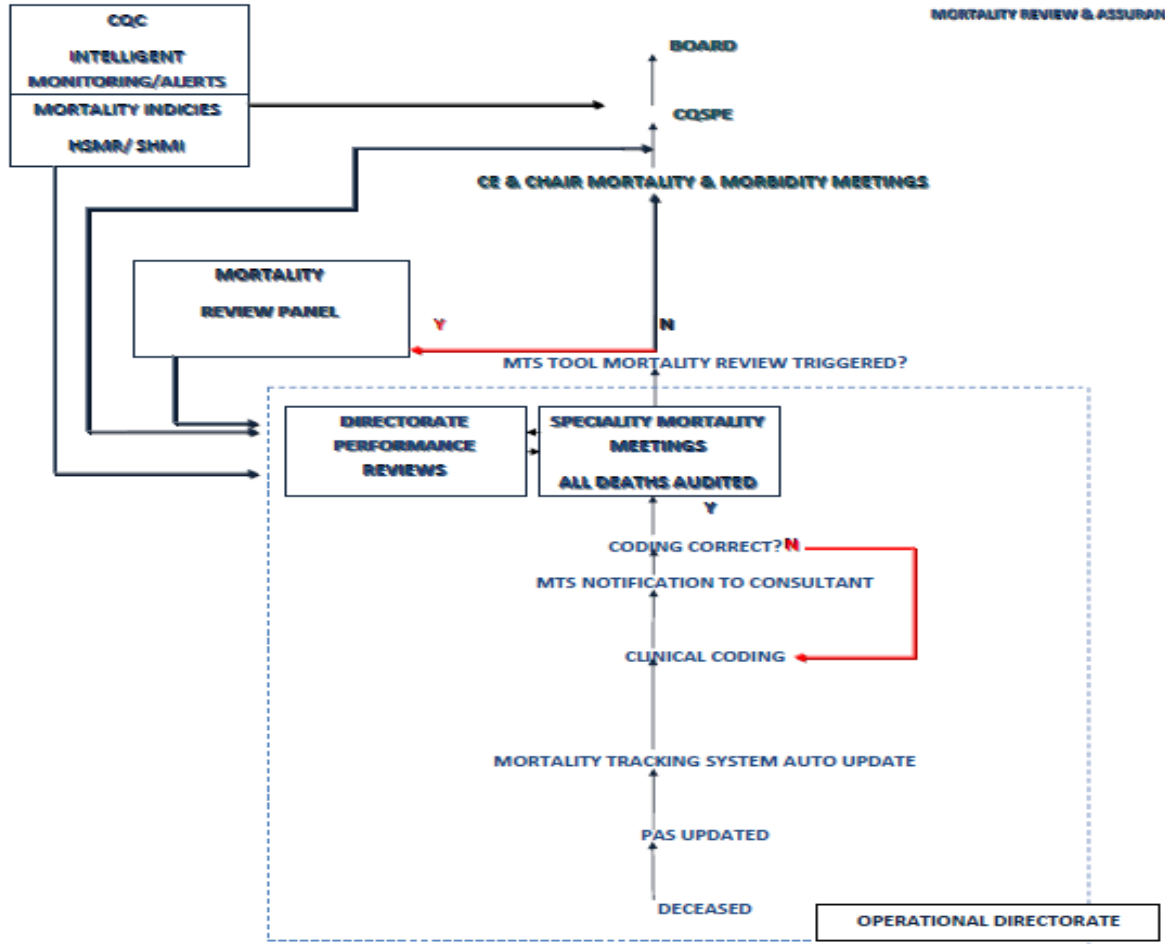 MORTALITY REVIEW & ASSURAN
CQC
INTELLIGENT
MONITORING/ALERTS
MORTALITY INDICIES
HSMR/ SHMI
BOARD
CQSPE
CE & CHAIR MORTALITY & MORBIDITY MEETINGS
MORTALITY
REVIEW PANEL
Y
N
MTS TOOL MORTALITY REVIEW TRIGGERED?
DIRECTORATE
PERFORMANCE
REVIEWS
SPECIALITY MORTALITY
MEETINGS
ALL DEATHS AUDITED
Y
CODING CORRECT? N
MTS NOTIFICATION TO CONSULTANT
CLINICAL CODING
MORTALITY TRACKING SYSTEM AUTO UPDATE
PAS UPDATED
DECEASED
OPERATIONAL DIRECTORATE